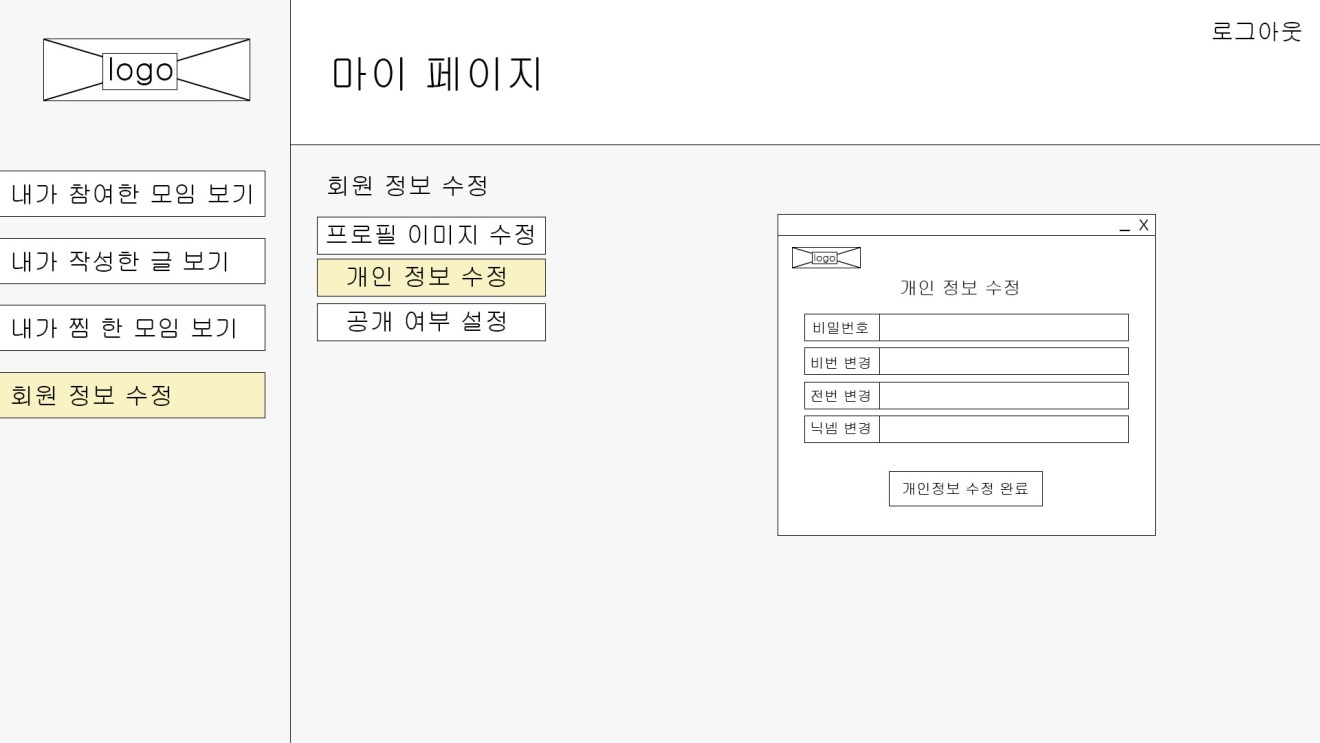 logo
로그아웃
마이 페이지
내가 참여한 모임 보기
내가 작성한 글 보기
내가 찜 한 모임 보기
회원 정보 수정
회원 정보 수정
프로필 이미지 수정
개인 정보 수정
공개 여부 설정
_ X
logo
개인 정보 수정
비밀번호
비번 변경
전번 변경
닉넴 변경
개인정보 수정 완료